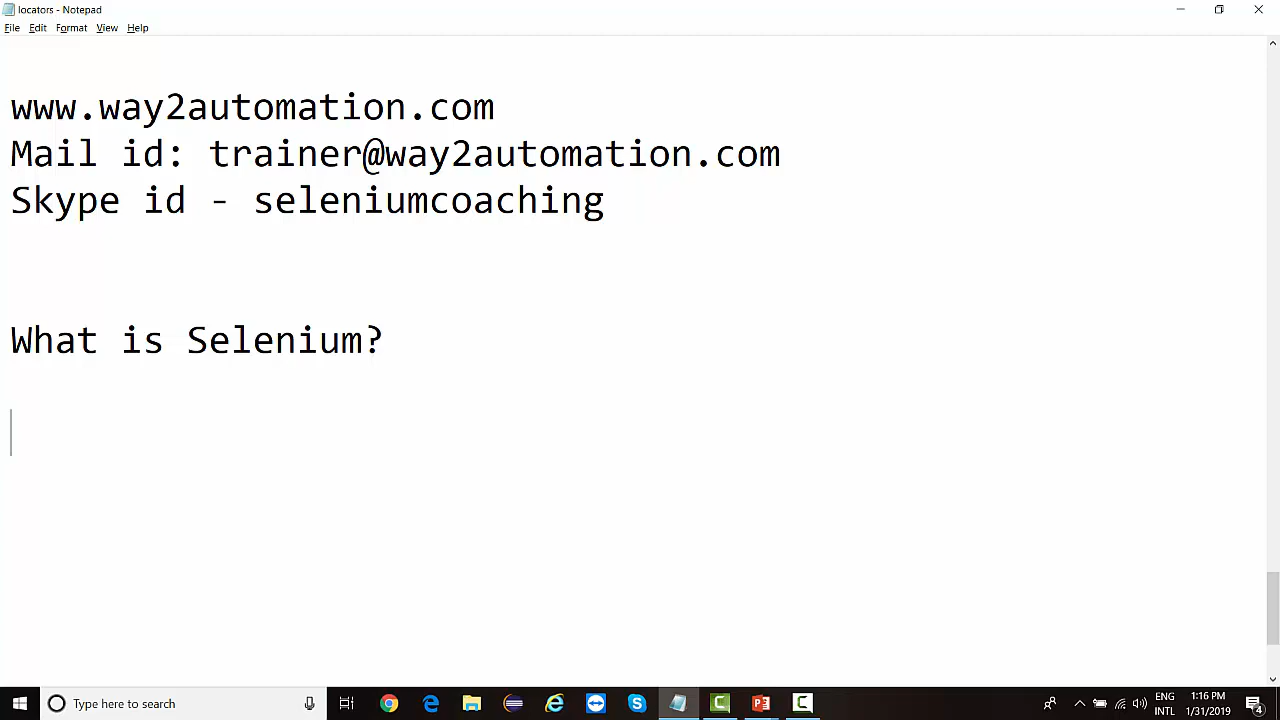 locators - Notepad
File Edit Format View Help
www.way2automation.com
Mail id: trainer@way2automation.com
Skype id - seleniumcoaching
What is Selenium?
Type here to search
ENG
INTL
1:16 PM
1/31/2019
4